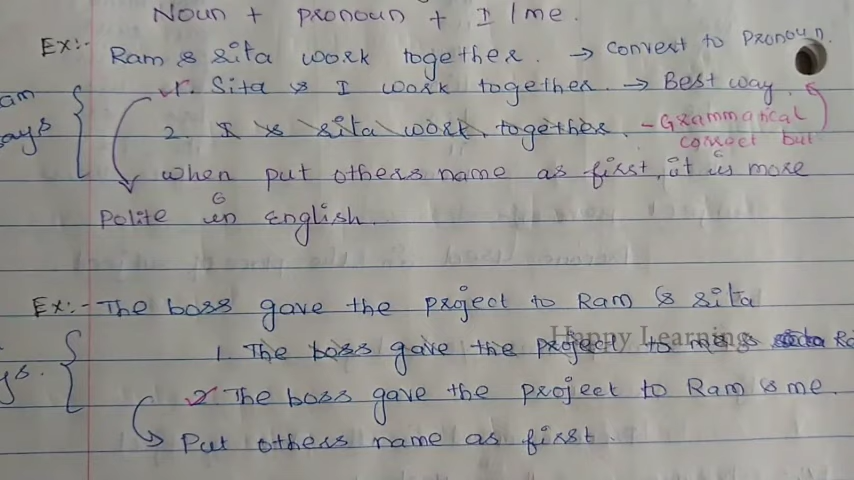 Noun + pronoun + I / me.
Ex:- Ram & sita work together. → Convert to pronoun.
1. Sita & I work together. → Best way.
2. I & sita work together. - Grammatical
correct but
When put others name as first, it is more
Polite in English.
Ex:- The boss gave the project to Ram & sita
1. The boss gave the project to me &
Happy Learning
2. The boss gave the project to Ram & me.
Put others name as first.